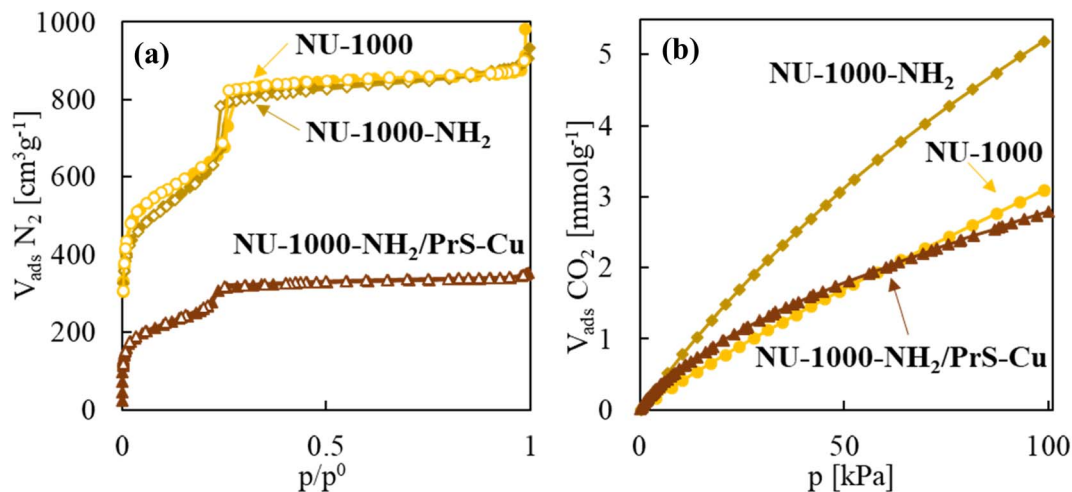 (a)
1000
800
600
400
200
0
V_ads N₂ [cm³g⁻¹]
NU-1000
NU-1000-NH₂
NU-1000-NH₂/PrS-Cu
0
0.5
1
p/p⁰
(b)
5
4
3
2
1
0
V_ads CO₂ [mmolg⁻¹]
NU-1000-NH₂
NU-1000
NU-1000-NH₂/PrS-Cu
0
50
100
p [kPa]